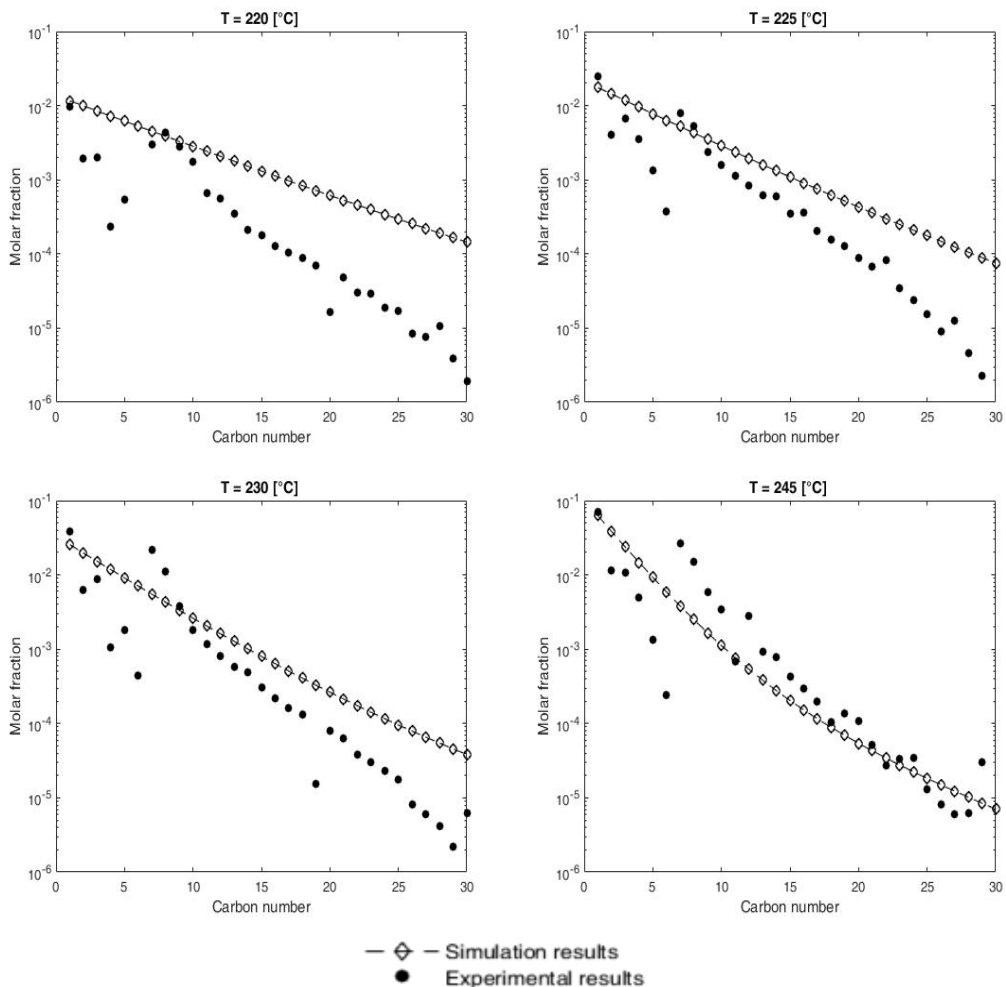 T = 220 [°C]
10-1
10-2
10-3
10-4
10-5
10-6
Molar fraction
0 5 10 15 20 25 30
Carbon number
T = 225 [°C]
10-1
10-2
10-3
10-4
10-5
10-6
Molar fraction
0 5 10 15 20 25 30
Carbon number
T = 230 [°C]
10-1
10-2
10-3
10-4
10-5
10-6
Molar fraction
0 5 10 15 20 25 30
Carbon number
T = 245 [°C]
10-1
10-2
10-3
10-4
10-5
10-6
Molar fraction
0 5 10 15 20 25 30
Carbon number
Simulation results
Experimental results